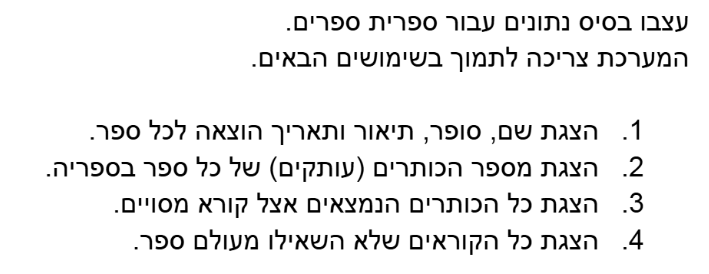 עצבו בסיס נתונים עבור ספרית ספרים.
המערכת צריכה לתמוך בשימושים הבאים.
1. הצגת שם, סופר, תיאור ותאריך הוצאה לכל ספר.
2. הצגת מספר הכותרים (עותקים) של כל ספר בספריה.
3. הצגת כל הכותרים הנמצאים אצל קורא מסויים.
4. הצגת כל הקוראים שלא השאילו מעולם ספר.